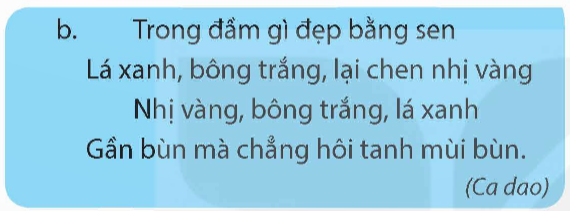 b. Trong đầm gì đẹp bằng sen
Lá xanh, bông trắng, lại chen nhị vàng
Nhị vàng, bông trắng, lá xanh
Gần bùn mà chẳng hôi tanh mùi bùn.
(Ca dao)